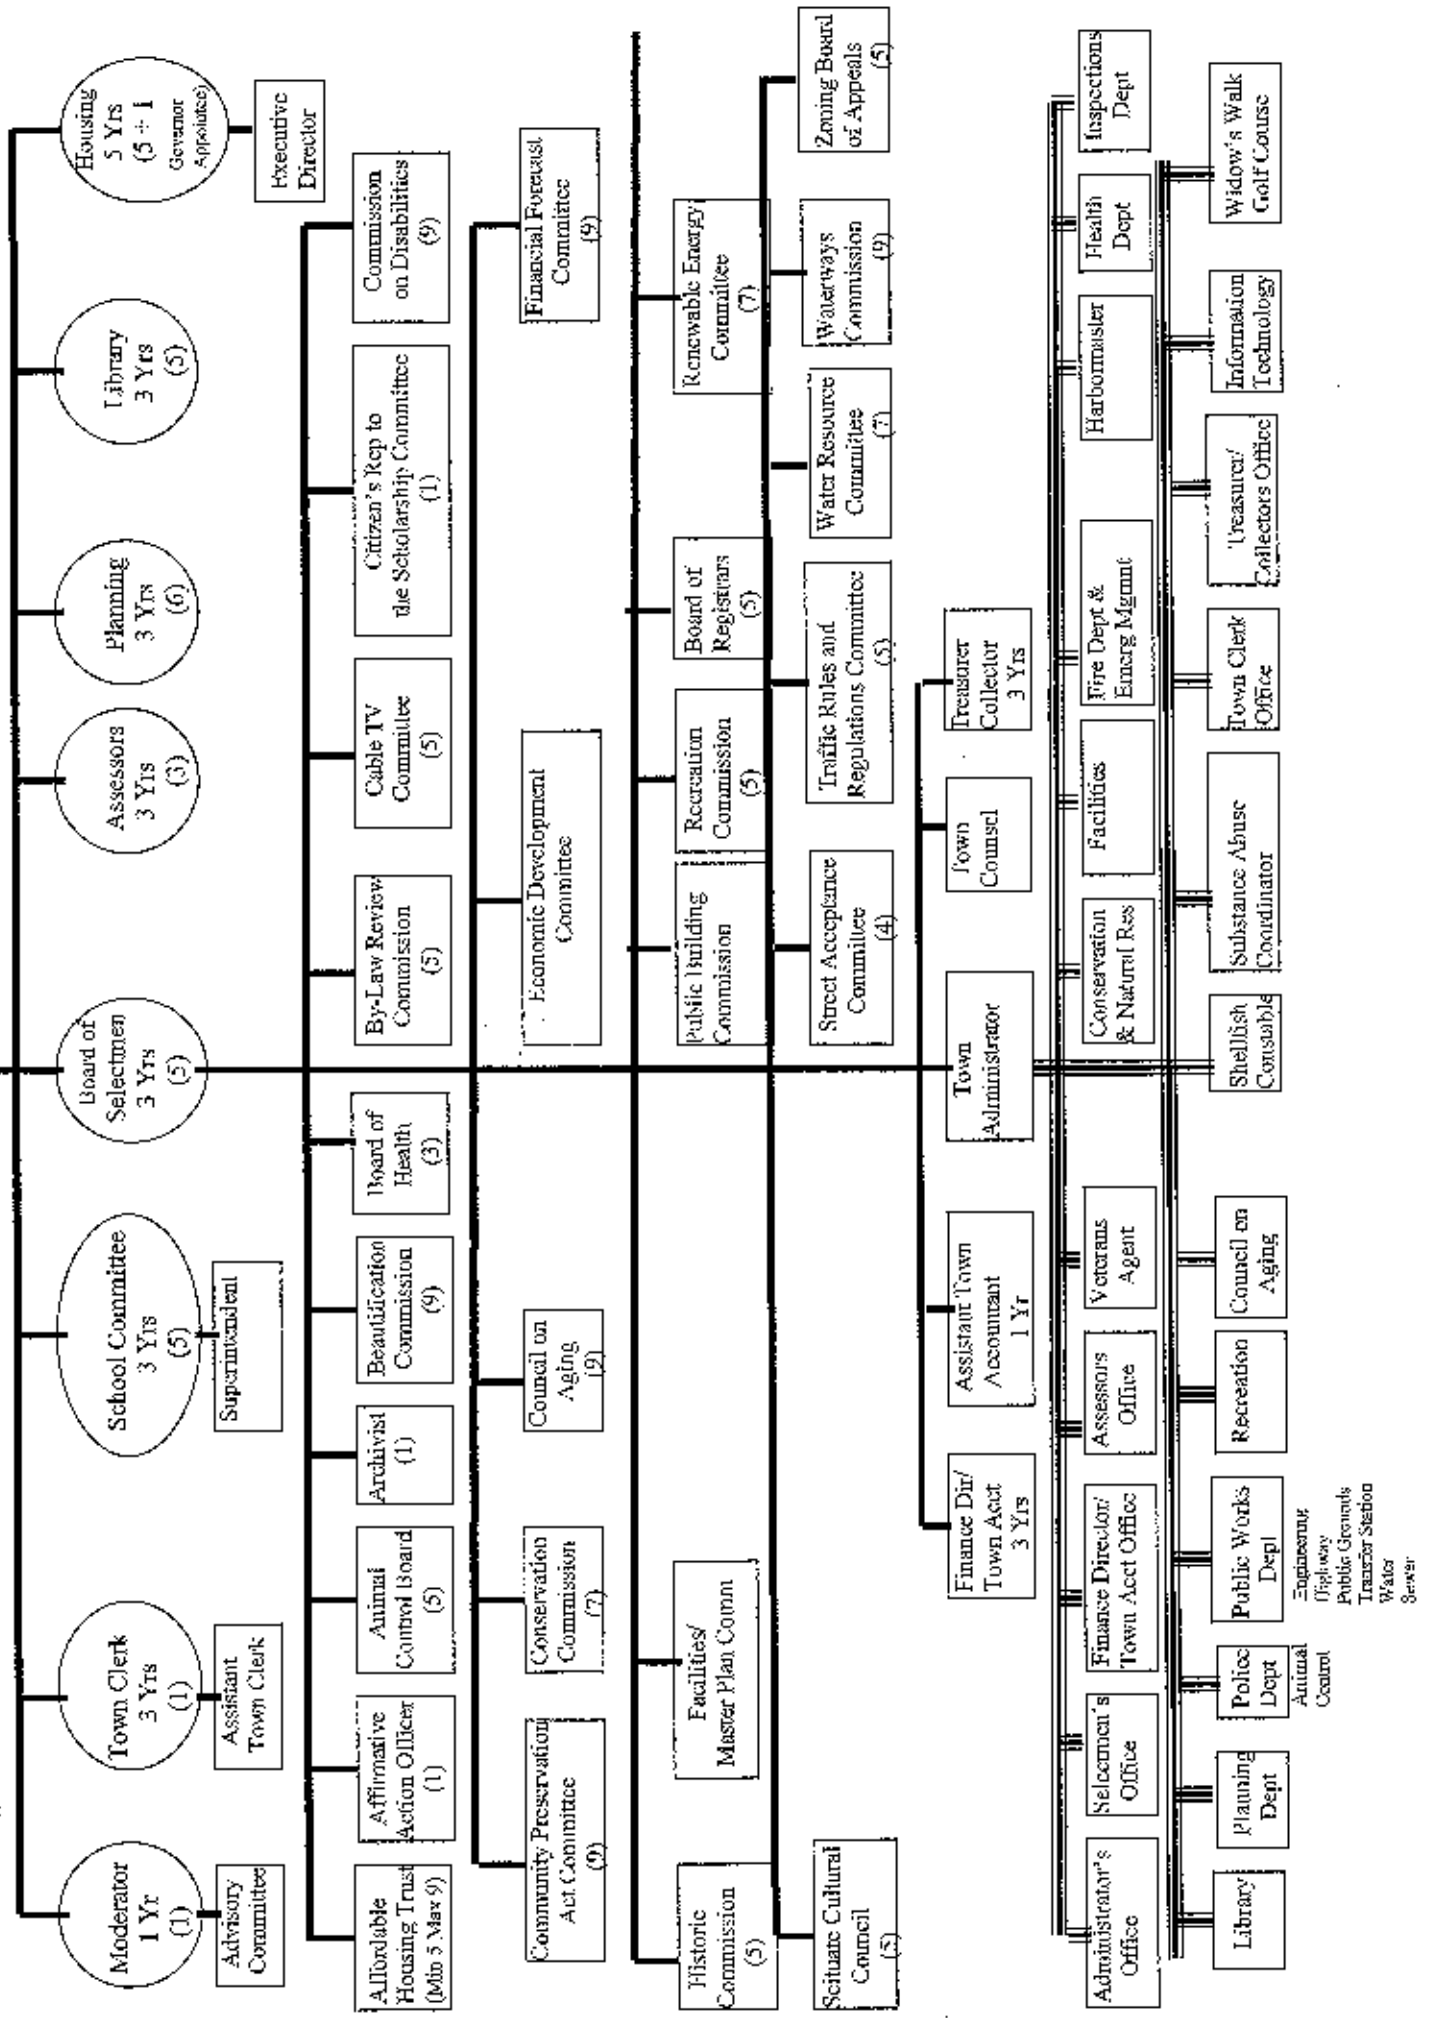 Moderator
1 Yr
(1)
Town Clerk
3 Yrs
(1)
School Committee
3 Yrs
(5)
Board of
Selectmen
3 Yrs
(5)
Assessors
3 Yrs
(3)
Planning
3 Yrs
(6)
Library
3 Yrs
(5)
Housing
5 Yrs
(5 + 1
Governor
Appointee)
Advisory
Committee
Assistant
Town Clerk
Superintendent
Executive
Director
Affordable
Housing Trust
(Min 5 Max 9)
Affirmative
Action Officer
(1)
Animal
Control Board
(5)
Archivist
(1)
Beautification
Commission
(9)
Board of
Health
(3)
By-Law Review
Commission
(5)
Cable TV
Committee
(5)
Citizen's Rep to
the Scholarship Committee
(1)
Commission
on Disabilities
(9)
Community Preservation
Act Committee
(9)
Conservation
Commission
(7)
Council on
Aging
(9)
Economic Development
Committee
Financial Forecast
Committee
(9)
Historic
Commission
(5)
Facilities/
Master Plan Comm
Public Building
Commission
Recreation
Commission
(5)
Board of
Registrars
(5)
Renewable Energy
Committee
(7)
Scituate Cultural
Council
(5)
Street Acceptance
Committee
(4)
Traffic Rules and
Regulations Committee
(5)
Water Resource
Committee
(7)
Waterways
Commission
(9)
Zoning Board
of Appeals
(5)
Finance Dir/
Town Acct
3 Yrs
Assistant Town
Accountant
1 Yr
Town
Administrator
Town
Counsel
Treasurer
Collector
3 Yrs
Administrator's
Office
Selectmen's
Office
Finance Director/
Town Acct Office
Assessors
Office
Veterans
Agent
Conservation
& Natural Res
Facilities
Fire Dept &
Emerg Mgmnt
Harbormaster
Health
Dept
Inspections
Dept
Library
Planning
Dept
Police
Dept
Animal
Control
Public Works
Dept
Engineering
Highway
Public Grounds
Transfer Station
Water
Sewer
Recreation
Council on
Aging
Shellfish
Constable
Substance Abuse
Coordinator
Town Clerk
Office
Treasurer/
Collectors Office
Information
Technology
Widow's Walk
Golf Course